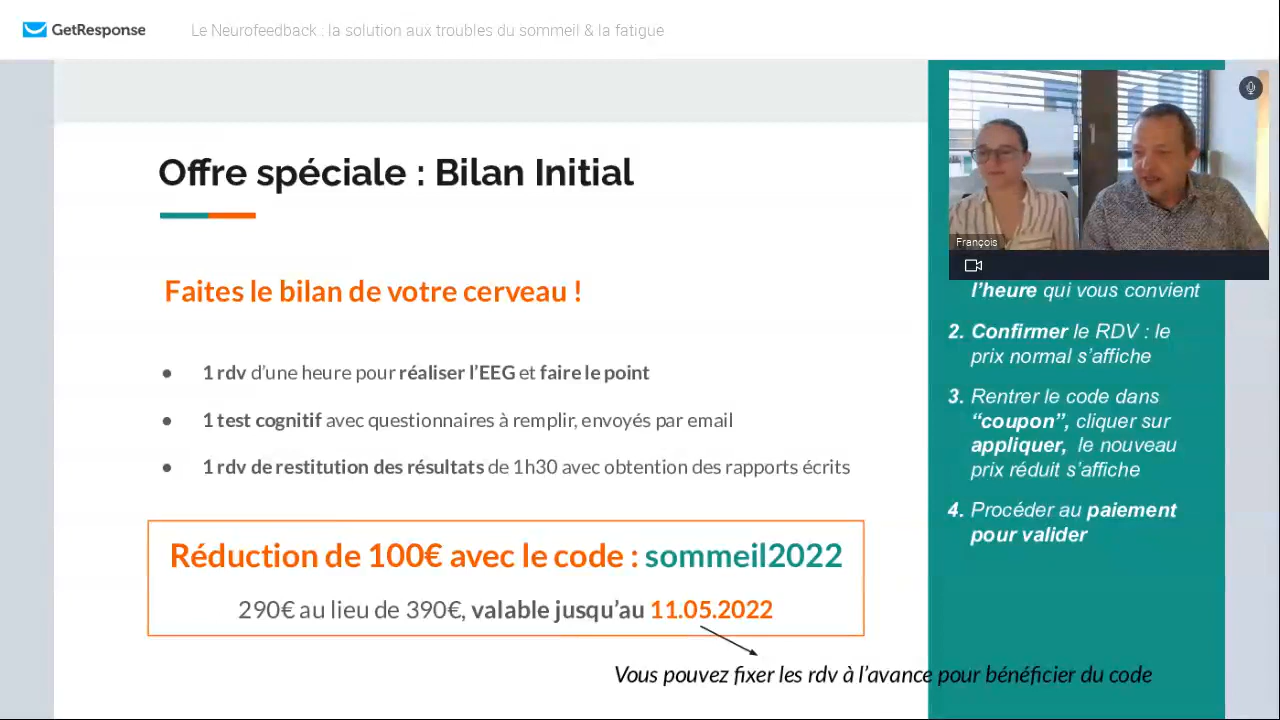 GetResponse
Le Neurofeedback : la solution aux troubles du sommeil & la fatigue
Offre spéciale : Bilan Initial
Faites le bilan de votre cerveau !
● 1 rdv d'une heure pour réaliser l'EEG et faire le point
● 1 test cognitif avec questionnaires à remplir, envoyés par email
● 1 rdv de restitution des résultats de 1h30 avec obtention des rapports écrits
Réduction de 100€ avec le code : sommeil2022
290€ au lieu de 390€, valable jusqu'au 11.05.2022
Vous pouvez fixer les rdv à l'avance pour bénéficier du code
François
l'heure qui vous convient
2. Confirmer le RDV : le
prix normal s'affiche
3. Rentrer le code dans
“coupon”, cliquer sur
appliquer, le nouveau
prix réduit s'affiche
4. Procéder au paiement
pour valider